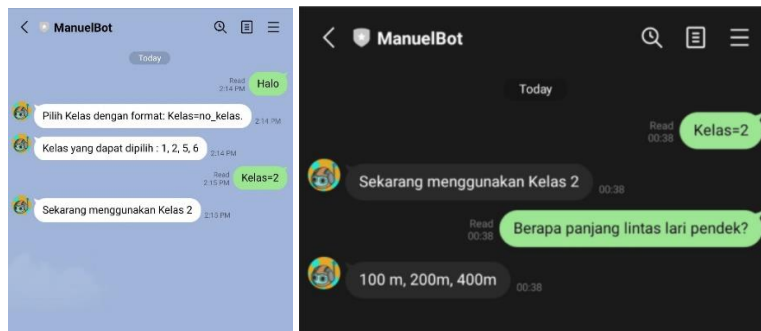 ManuelBot
Today
Read
2:14 PM
Halo
Pilih Kelas dengan format: Kelas=no_kelas.
2:14 PM
Kelas yang dapat dipilih : 1, 2, 5, 6
2:14 PM
Read
2:15 PM
Kelas=2
Sekarang menggunakan Kelas 2
2:15 PM
ManuelBot
Today
Read
00:38
Kelas=2
Sekarang menggunakan Kelas 2
00:38
Read
00:38
Berapa panjang lintas lari pendek?
100 m, 200m, 400m
00:38